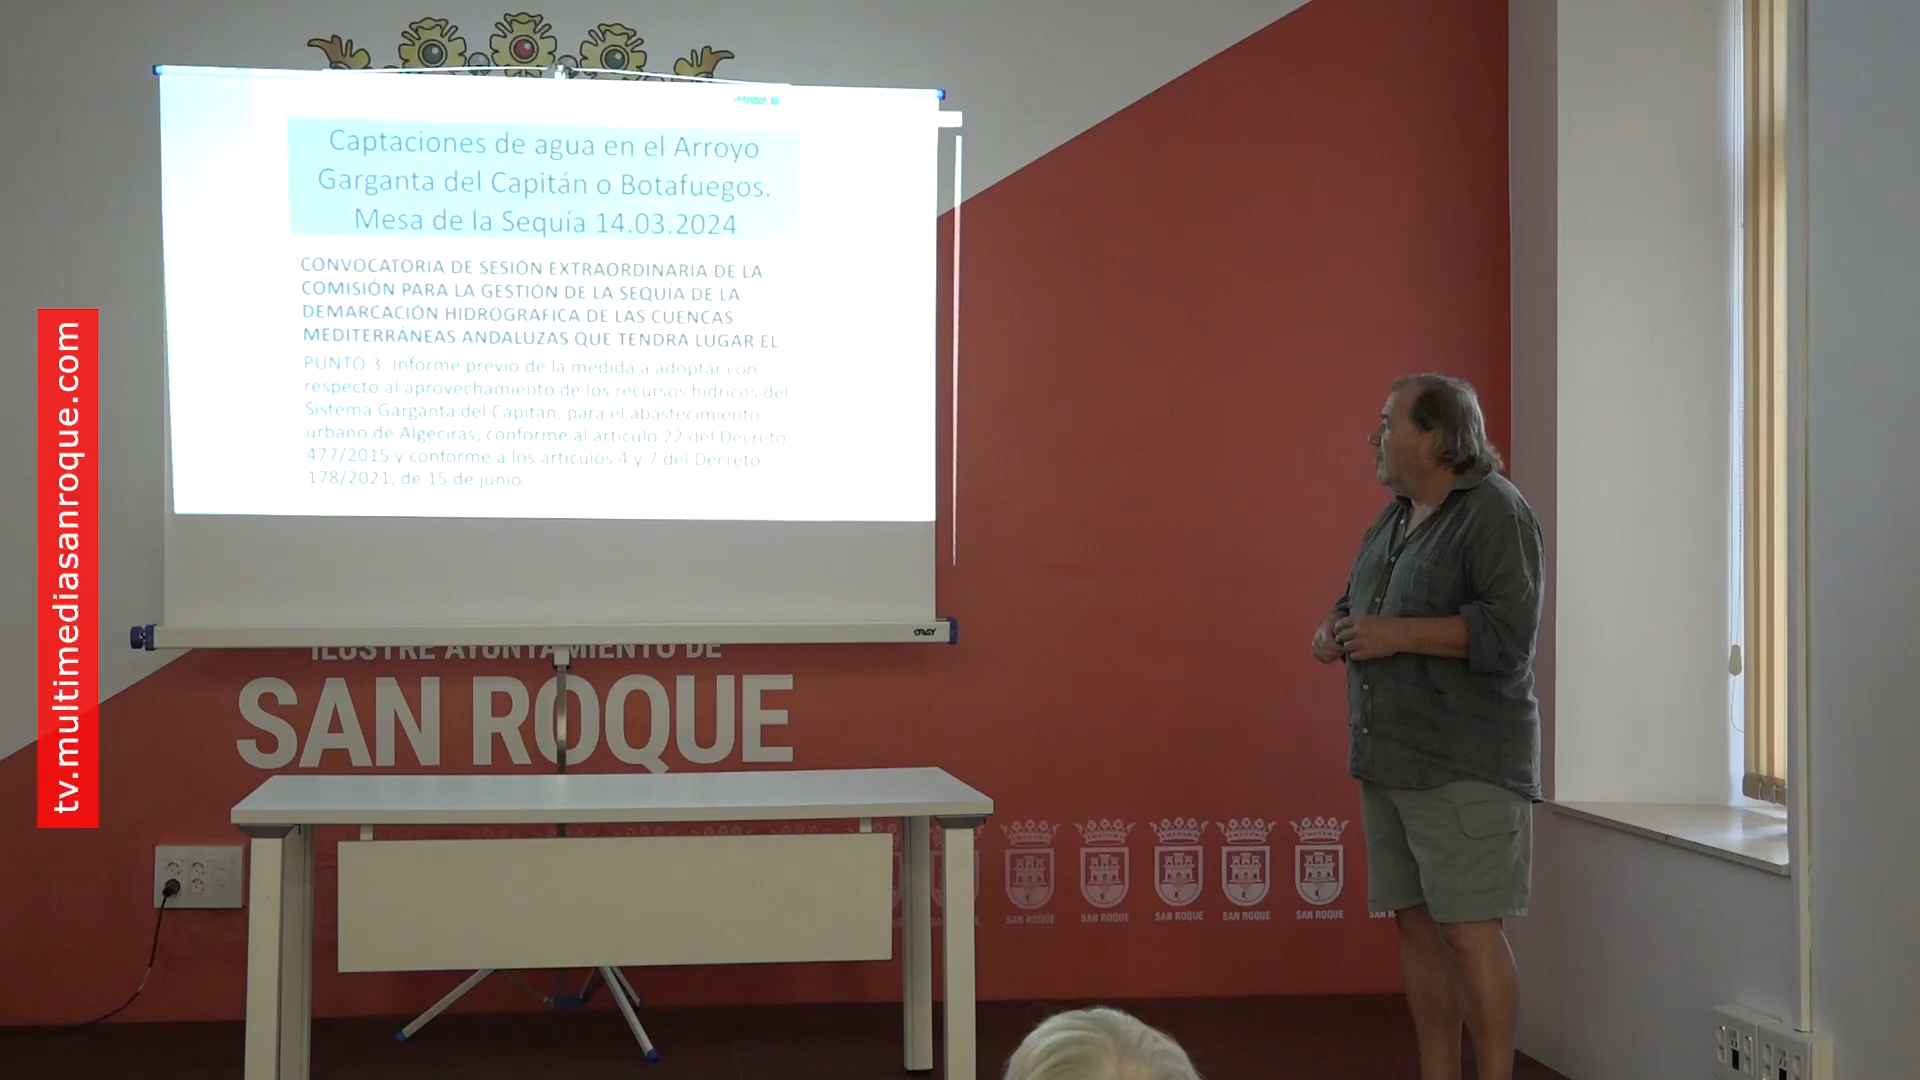 Captaciones de agua en el Arroyo
Garganta del Capitán o Botafuegos.
Mesa de la Sequía 14.03.2024
CONVOCATORIA DE SESIÓN EXTRAORDINARIA DE LA
COMISIÓN PARA LA GESTIÓN DE LA SEQUÍA DE LA
DEMARCACIÓN HIDROGRÁFICA DE LAS CUENCAS
MEDITERRÁNEAS ANDALUZAS QUE TENDRÁ LUGAR EL
PUNTO 3. Informe previo de la medida a adoptar con
respecto al aprovechamiento de los recursos hídricos del
Sistema Garganta del Capitán, para el abastecimiento
urbano de Algeciras, conforme al artículo 22 del Decreto
477/2015 y conforme a los artículos 4 y 7 del Decreto
178/2021, de 15 de junio
tv.multimediasanroque.com
ILUSTRE AYUNTAMIENTO DE
SAN ROQUE
SAN ROQUE
SAN ROQUE
SAN ROQUE
SAN ROQUE
SAN ROQUE